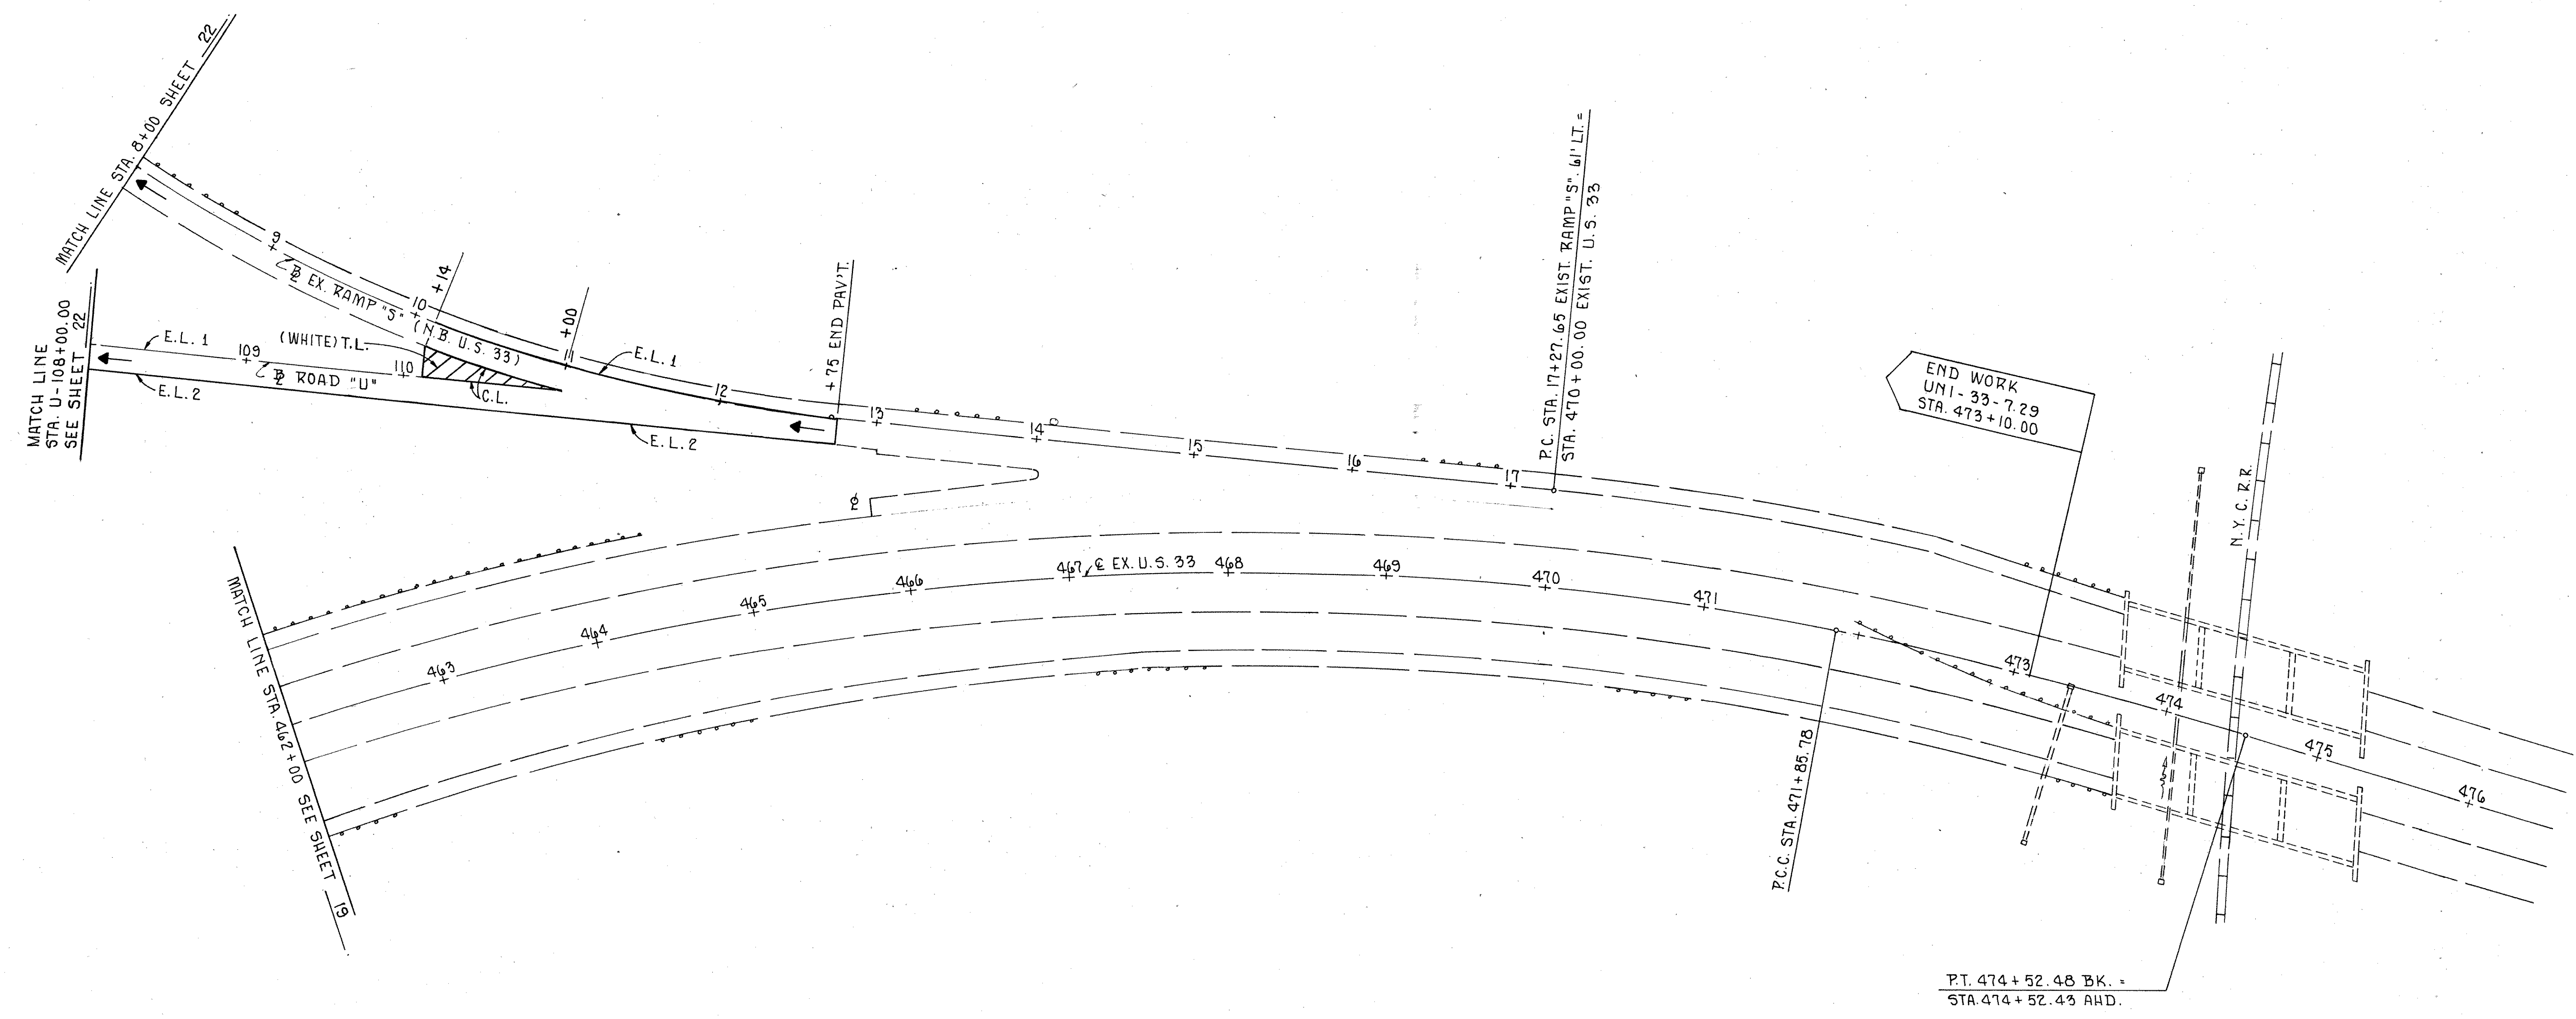 MATCH LINE STA. 8+00 SHEET 22
MATCH LINE
STA. U-108+00.00
SEE SHEET 22
9
℄ EX. RAMP "S" (N.B. U.S. 33)
10
+14
11
+00
E.L. 1
12
+75 END PAV'T.
13
14
15
16
17
P.C. STA. 17+27.65 EXIST. RAMP "S". 61' LT. =
STA. 470+00.00 EXIST. U.S. 33
E.L. 1
109
(WHITE) T.L.
110
ROAD "U"
C.L.
E.L. 2
E.L. 2
END WORK
UNI-33-7.29
STA. 473+10.00
N.Y.C. R.R.
MATCH LINE STA. 462+00 SEE SHEET 19
463
464
465
466
467
℄ EX. U.S. 33
468
469
470
471
473
474
475
476
P.C.C. STA. 471+85.78
P.T. 474+52.48 BK. =
STA. 474+52.43 AHD.